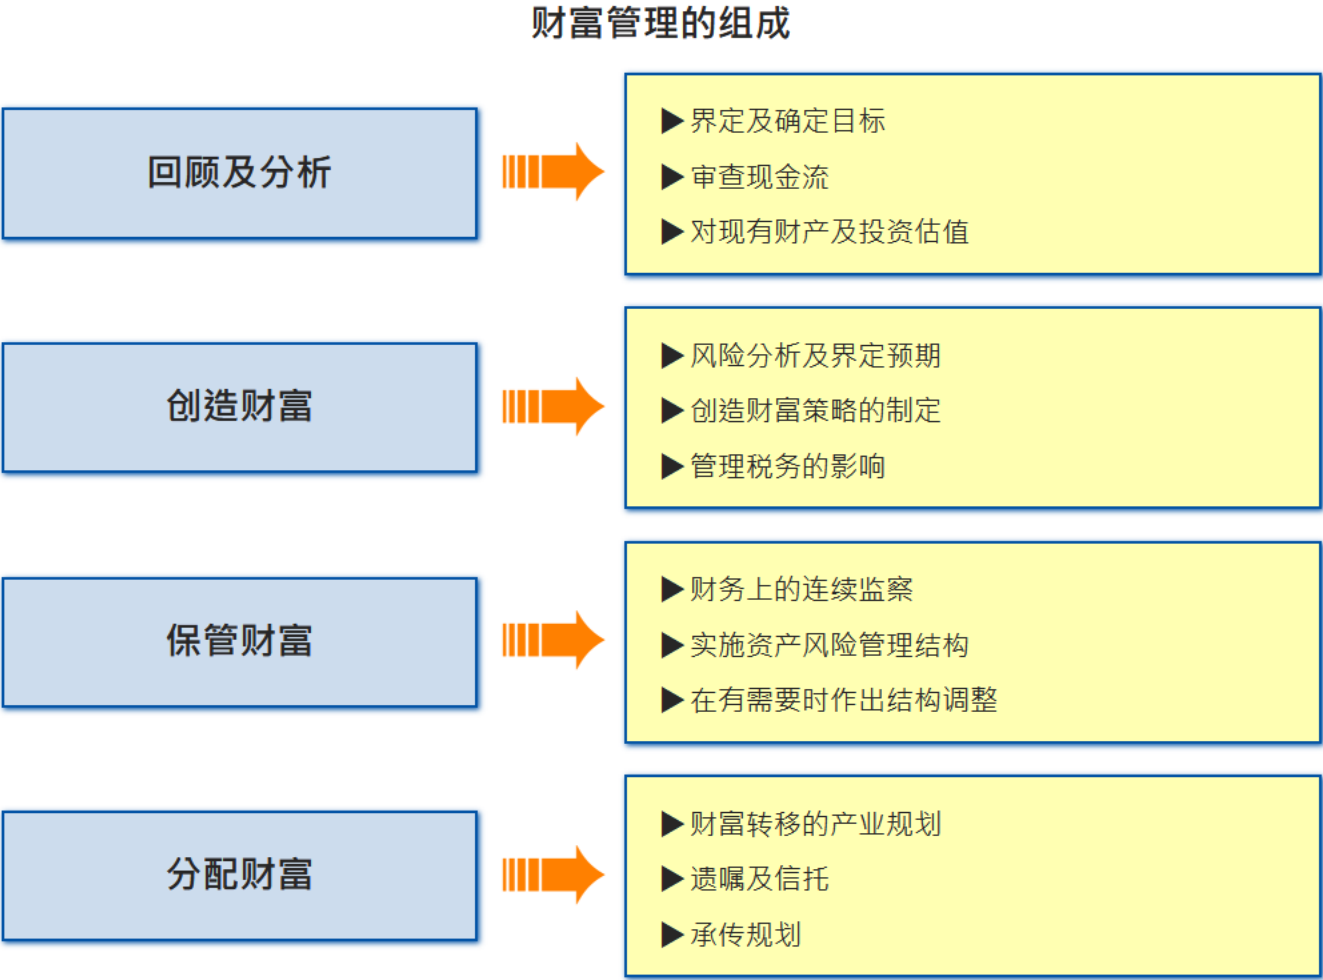 财富管理的组成
回顾及分析
▶界定及确定目标
▶审查现金流
▶对现有财产及投资估值
创造财富
▶风险分析及界定预期
▶创造财富策略的制定
▶管理税务的影响
保管财富
▶财务上的连续监察
▶实施资产风险管理结构
▶在有需要时作出结构调整
分配财富
▶财富转移的产业规划
▶遗嘱及信托
▶承传规划